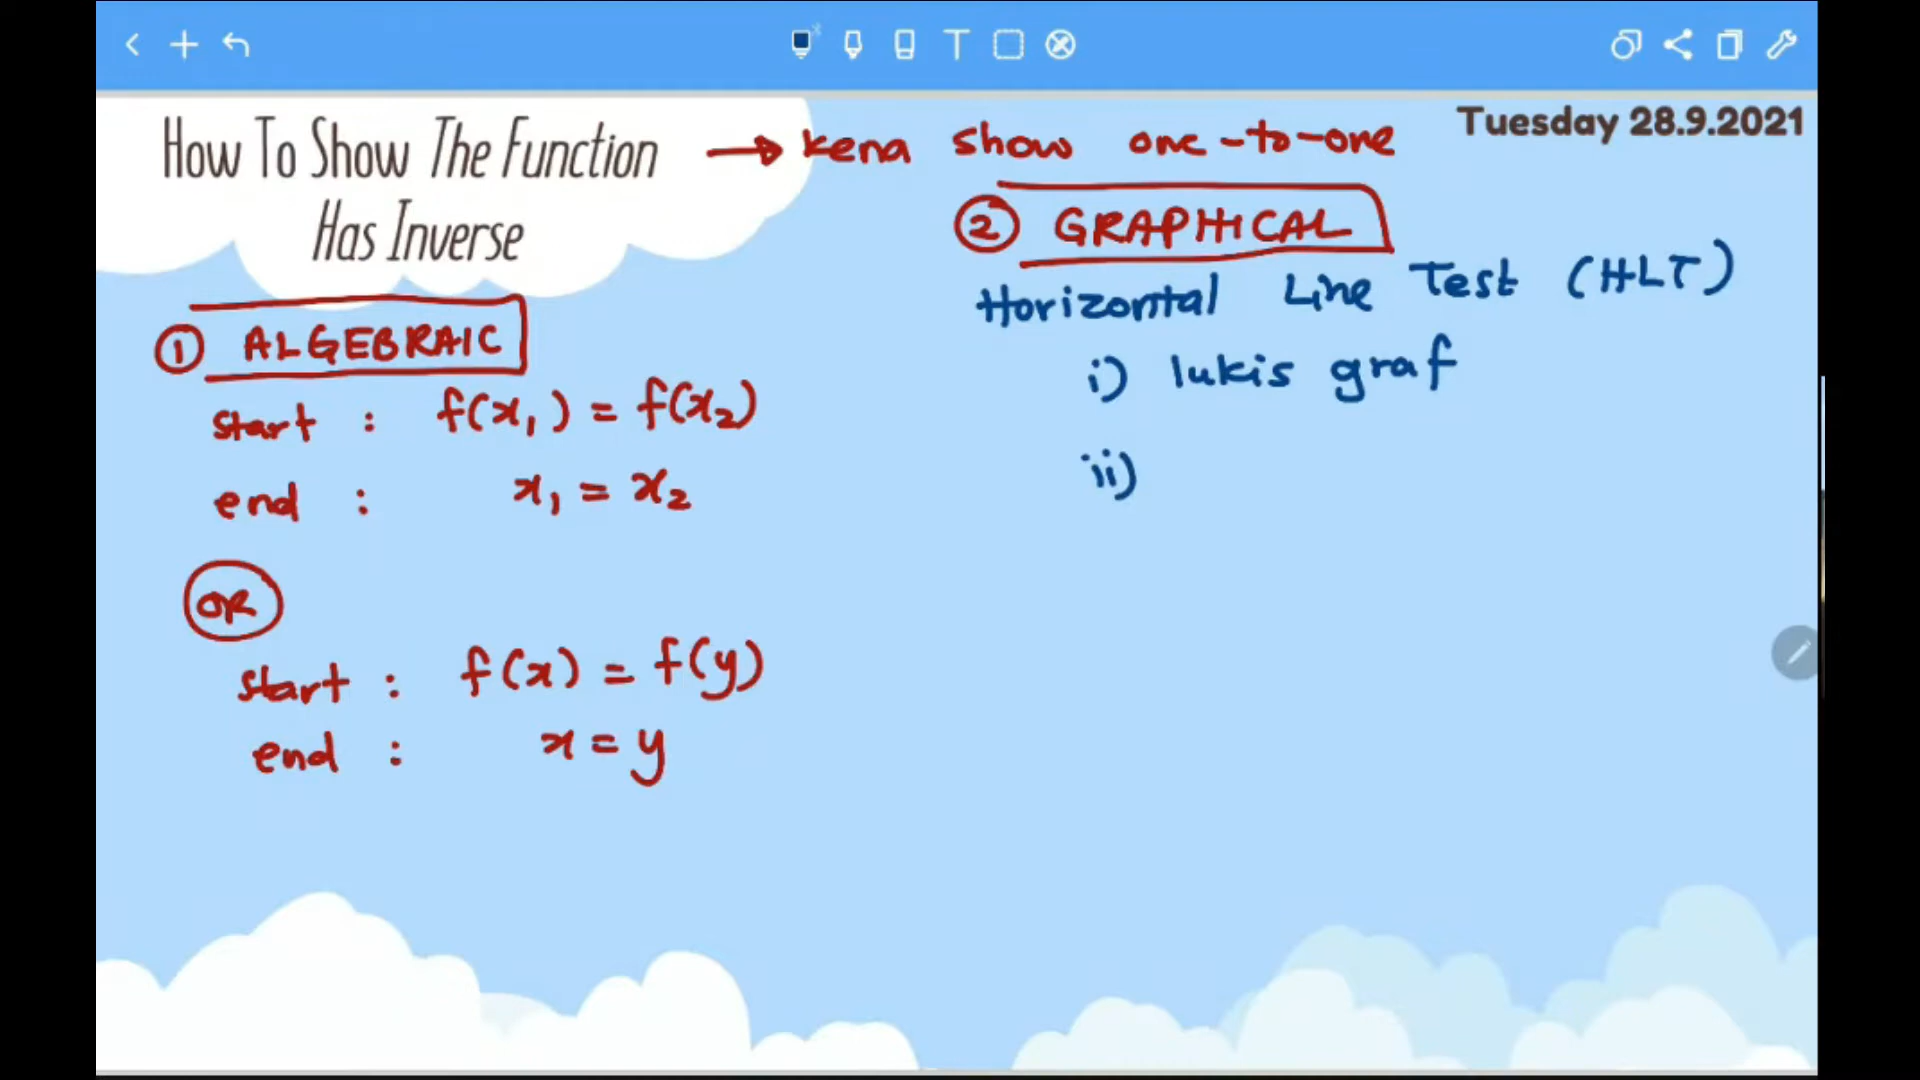 How To Show The Function
Has Inverse
→ kena show one-to-one
Tuesday 28.9.2021
① ALGEBRAIC
start : f(x₁) = f(x₂)
end : x₁ = x₂
OR
start : f(x) = f(y)
end : x = y
② GRAPHICAL
Horizontal Line Test (HLT)
i) lukis graf
ii)